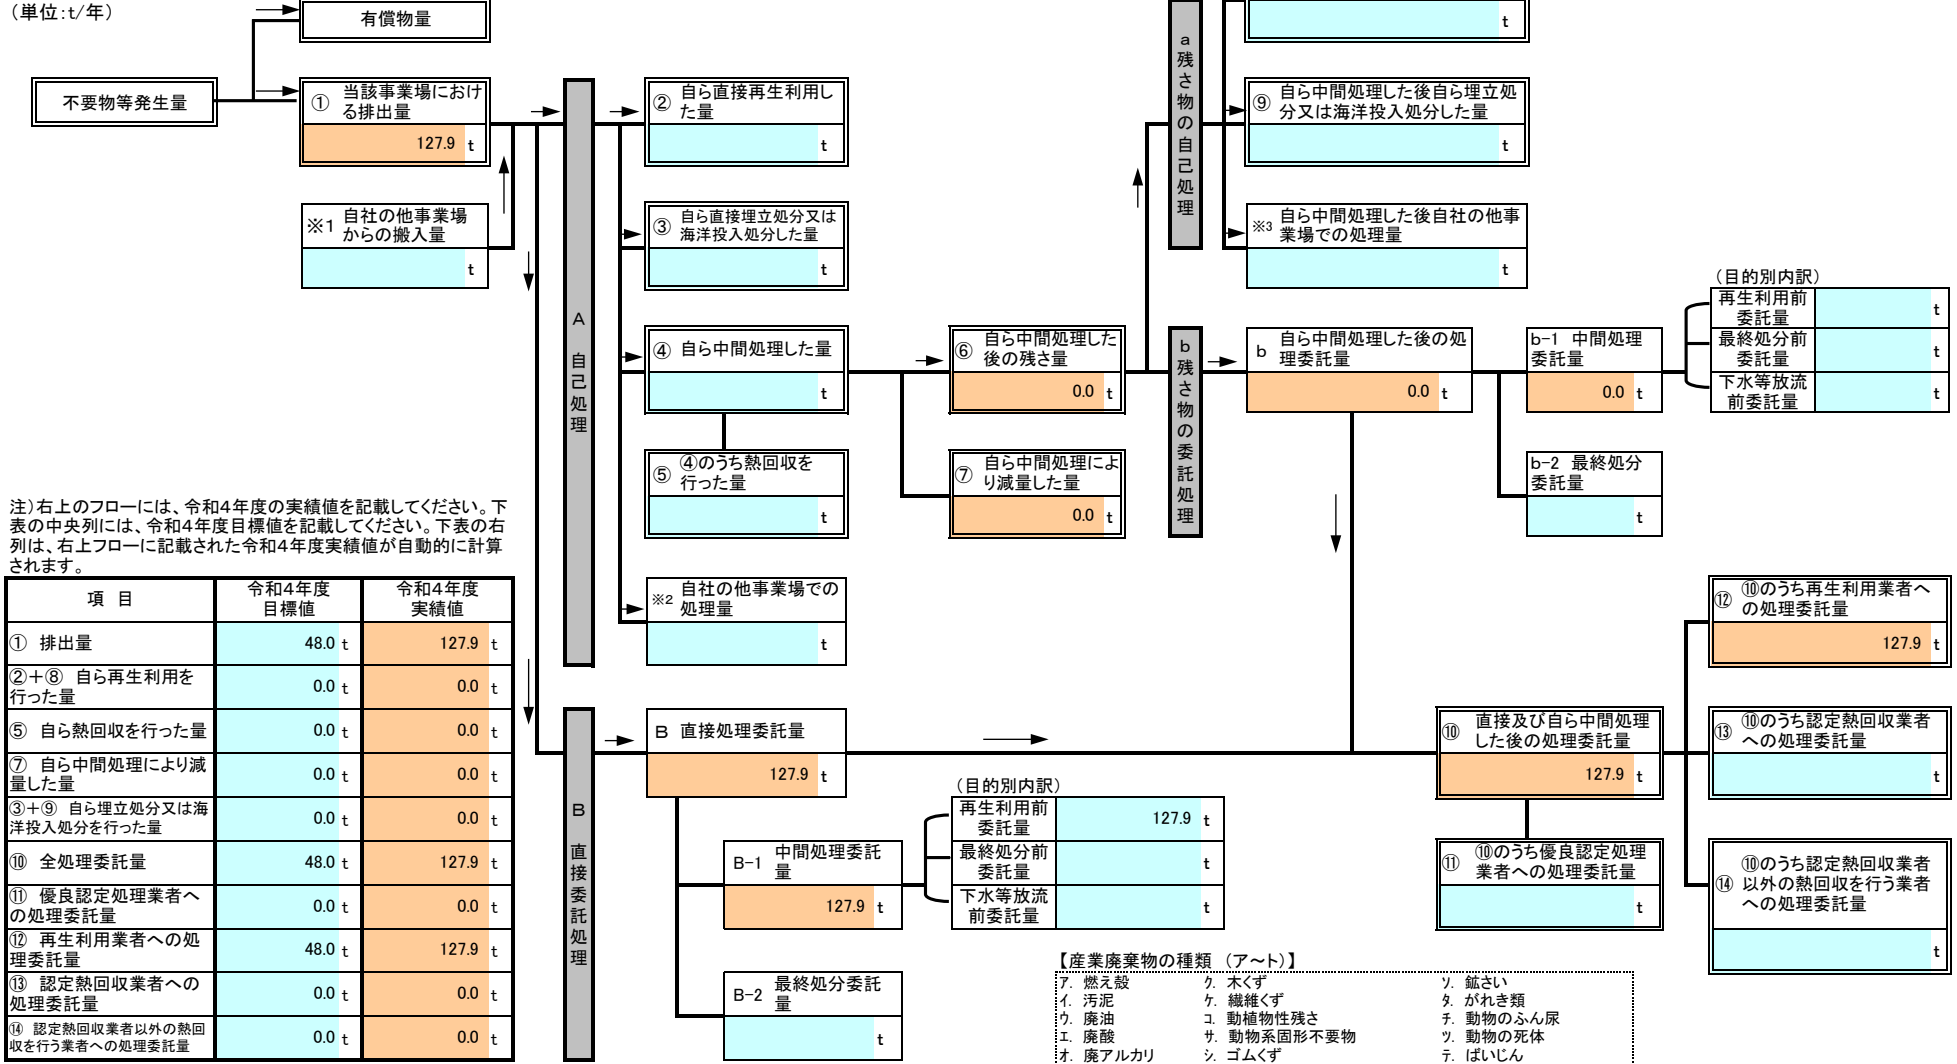 （単位：t/年）
有償物量
不要物等発生量
① 当該事業場におけ
る排出量
127.9 t
※1 自社の他事業場
からの搬入量
t
A 自己処理
② 自ら直接再生利用し
た量
t
③ 自ら直接埋立処分又は
海洋投入処分した量
t
④ 自ら中間処理した量
t
⑤ ④のうち熱回収を
行った量
t
※2 自社の他事業場での
処理量
t
⑥ 自ら中間処理した
後の残さ量
0.0 t
⑦ 自ら中間処理によ
り減量した量
0.0 t
a 残さ物の自己処理
t
⑨ 自ら中間処理した後自ら埋立処
分又は海洋投入処分した量
t
※3 自ら中間処理した後自社の他事
業場での処理量
t
b 残さ物の委託処理
b 自ら中間処理した後の処
理委託量
0.0 t
b-1 中間処理
委託量
0.0 t
b-2 最終処分
委託量
t
（目的別内訳）
再生利用前
委託量
t
最終処分前
委託量
t
下水等放流
前委託量
t
注）右上のフローには、令和4年度の実績値を記載してください。下
表の中央列には、令和4年度目標値を記載してください。下表の右
列は、右上フローに記載された令和4年度実績値が自動的に計算
されます。
項 目
令和4年度
目標値
令和4年度
実績値
① 排出量 48.0 t 127.9 t
②＋⑧ 自ら再生利用を
行った量 0.0 t 0.0 t
⑤ 自ら熱回収を行った量 0.0 t 0.0 t
⑦ 自ら中間処理により減
量した量 0.0 t 0.0 t
③＋⑨ 自ら埋立処分又は海
洋投入処分を行った量 0.0 t 0.0 t
⑩ 全処理委託量 48.0 t 127.9 t
⑪ 優良認定処理業者へ
の処理委託量 0.0 t 0.0 t
⑫ 再生利用業者への処
理委託量 48.0 t 127.9 t
⑬ 認定熱回収業者への
処理委託量 0.0 t 0.0 t
⑭ 認定熱回収業者以外の熱回
収を行う業者への処理委託量 0.0 t 0.0 t
B 直接委託処理
B 直接処理委託量
127.9 t
B-1 中間処理委託
量
127.9 t
B-2 最終処分委託
量
t
（目的別内訳）
再生利用前
委託量
127.9 t
最終処分前
委託量
t
下水等放流
前委託量
t
⑩ 直接及び自ら中間処理
した後の処理委託量
127.9 t
⑪ ⑩のうち優良認定処理
業者への処理委託量
t
⑫ ⑩のうち再生利用業者へ
の処理委託量
127.9 t
⑬ ⑩のうち認定熱回収業者
への処理委託量
t
⑭ ⑩のうち認定熱回収業者
以外の熱回収を行う業者
への処理委託量
t
【産業廃棄物の種類 （ア～ト）】
ア. 燃え殻 ク. 木くず ソ. 鉱さい
イ. 汚泥 ケ. 繊維くず タ. がれき類
ウ. 廃油 コ. 動植物性残さ チ. 動物のふん尿
エ. 廃酸 サ. 動物系固形不要物 ツ. 動物の死体
オ. 廃アルカリ シ. ゴムくず テ. ばいじん